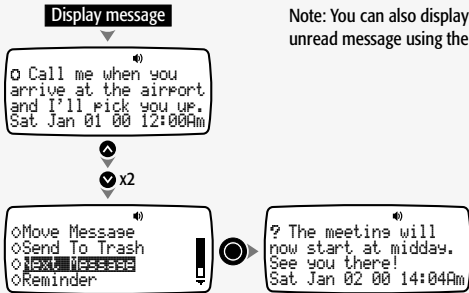 Display message
Note: You can also display
unread message using the
Call me when you
arrive at the airport
and I'll pick you up.
Sat Jan 01 00 12:00Am
x2
Move Message
Send To Trash
Next Message
Reminder
? The meeting will
now start at midday.
See you there!
Sat Jan 02 00 14:04Am